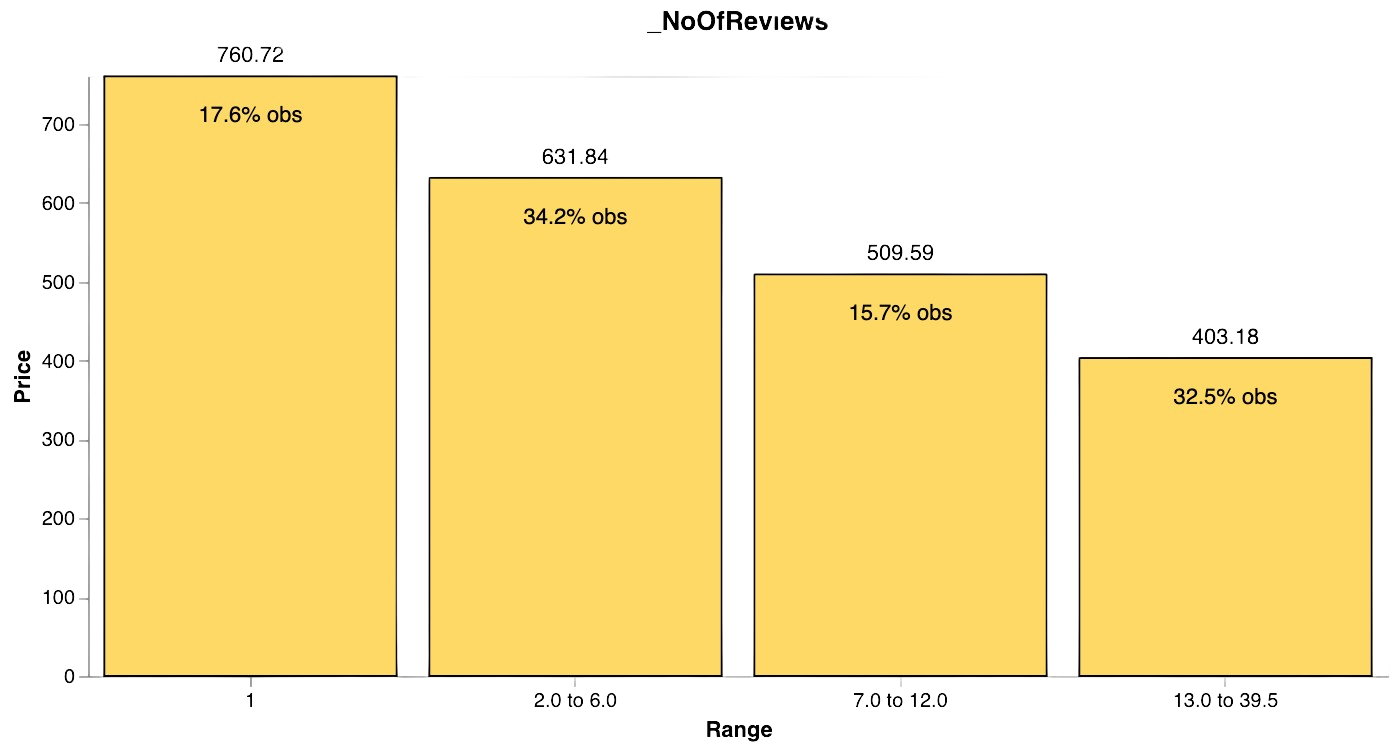 _NoOfReviews
760.72
17.6% obs
631.84
34.2% obs
509.59
15.7% obs
403.18
32.5% obs
700
600
500
400
300
200
100
0
Price
1
2.0 to 6.0
7.0 to 12.0
13.0 to 39.5
Range